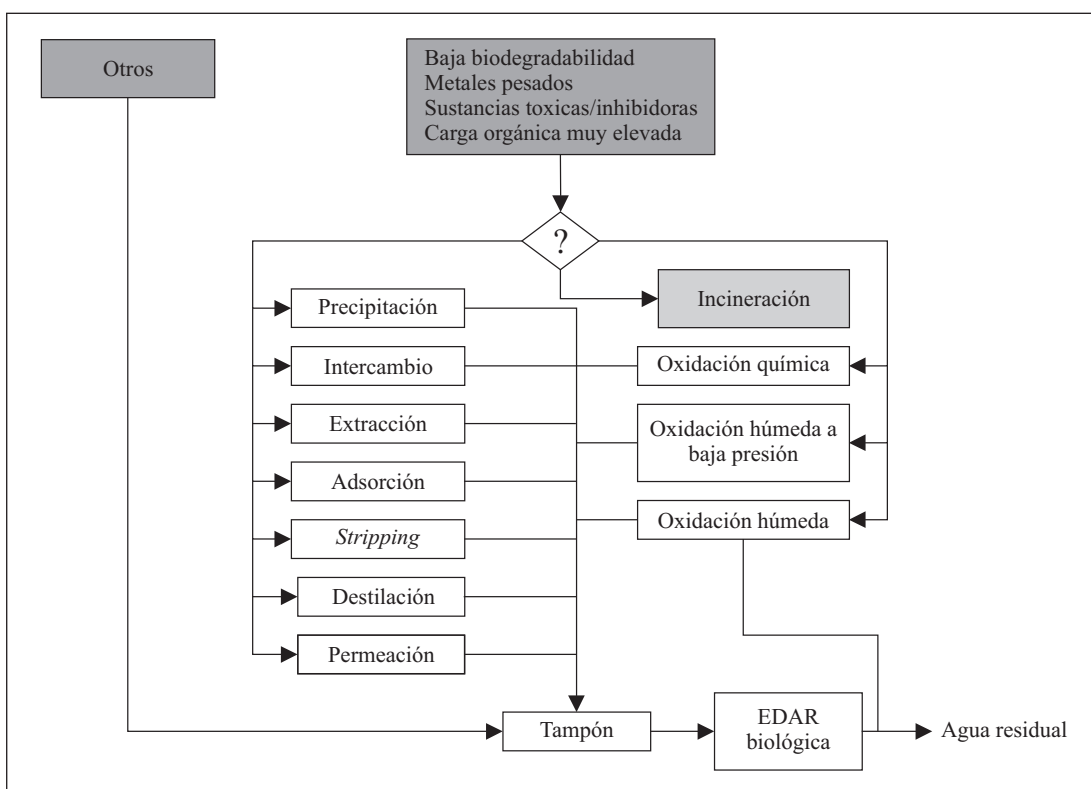 Otros
Baja biodegradabilidad
Metales pesados
Sustancias toxicas/inhibidoras
Carga orgánica muy elevada
?
Precipitación
Incineración
Intercambio
Oxidación química
Extracción
Oxidación húmeda a
baja presión
Adsorción
Stripping
Oxidación húmeda
Destilación
Permeación
Tampón
EDAR
biológica
Agua residual